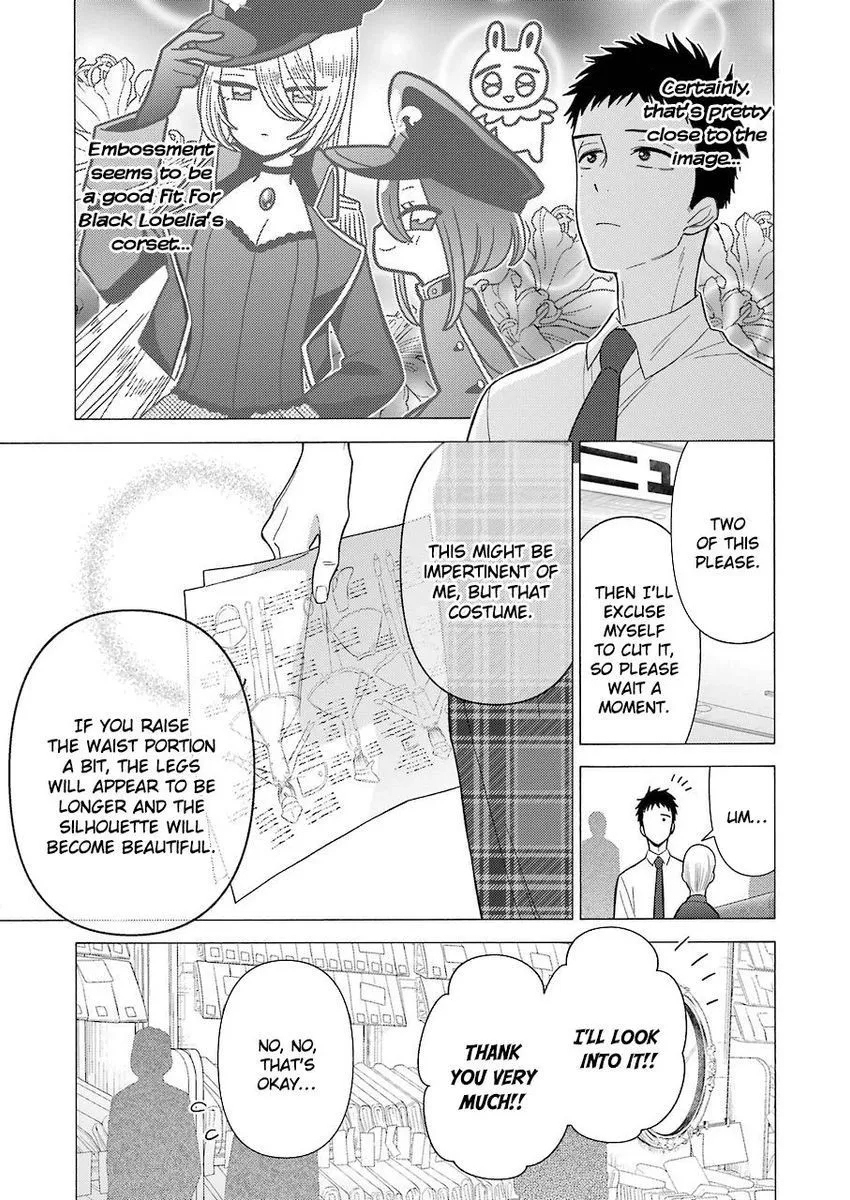 Certainly,
that's pretty
close to the
image...
Embossment
seems to be
a good fit for
Black Lobelia's
corset...
ニュ
TWO
OF THIS
PLEASE.
THEN I'LL
EXCUSE
MYSELF
TO CUT IT,
SO PLEASE
WAIT A
MOMENT.
UM...
THIS MIGHT BE
IMPERTINENT OF
ME, BUT THAT
COSTUME.
IF YOU RAISE
THE WAIST PORTION
A BIT, THE LEGS
WILL APPEAR TO BE
LONGER AND THE
SILHOUETTE WILL
BECOME BEAUTIFUL.
I'LL LOOK
INTO IT!!
THANK
YOU VERY
MUCH!!
NO, NO,
THAT'S
OKAY...